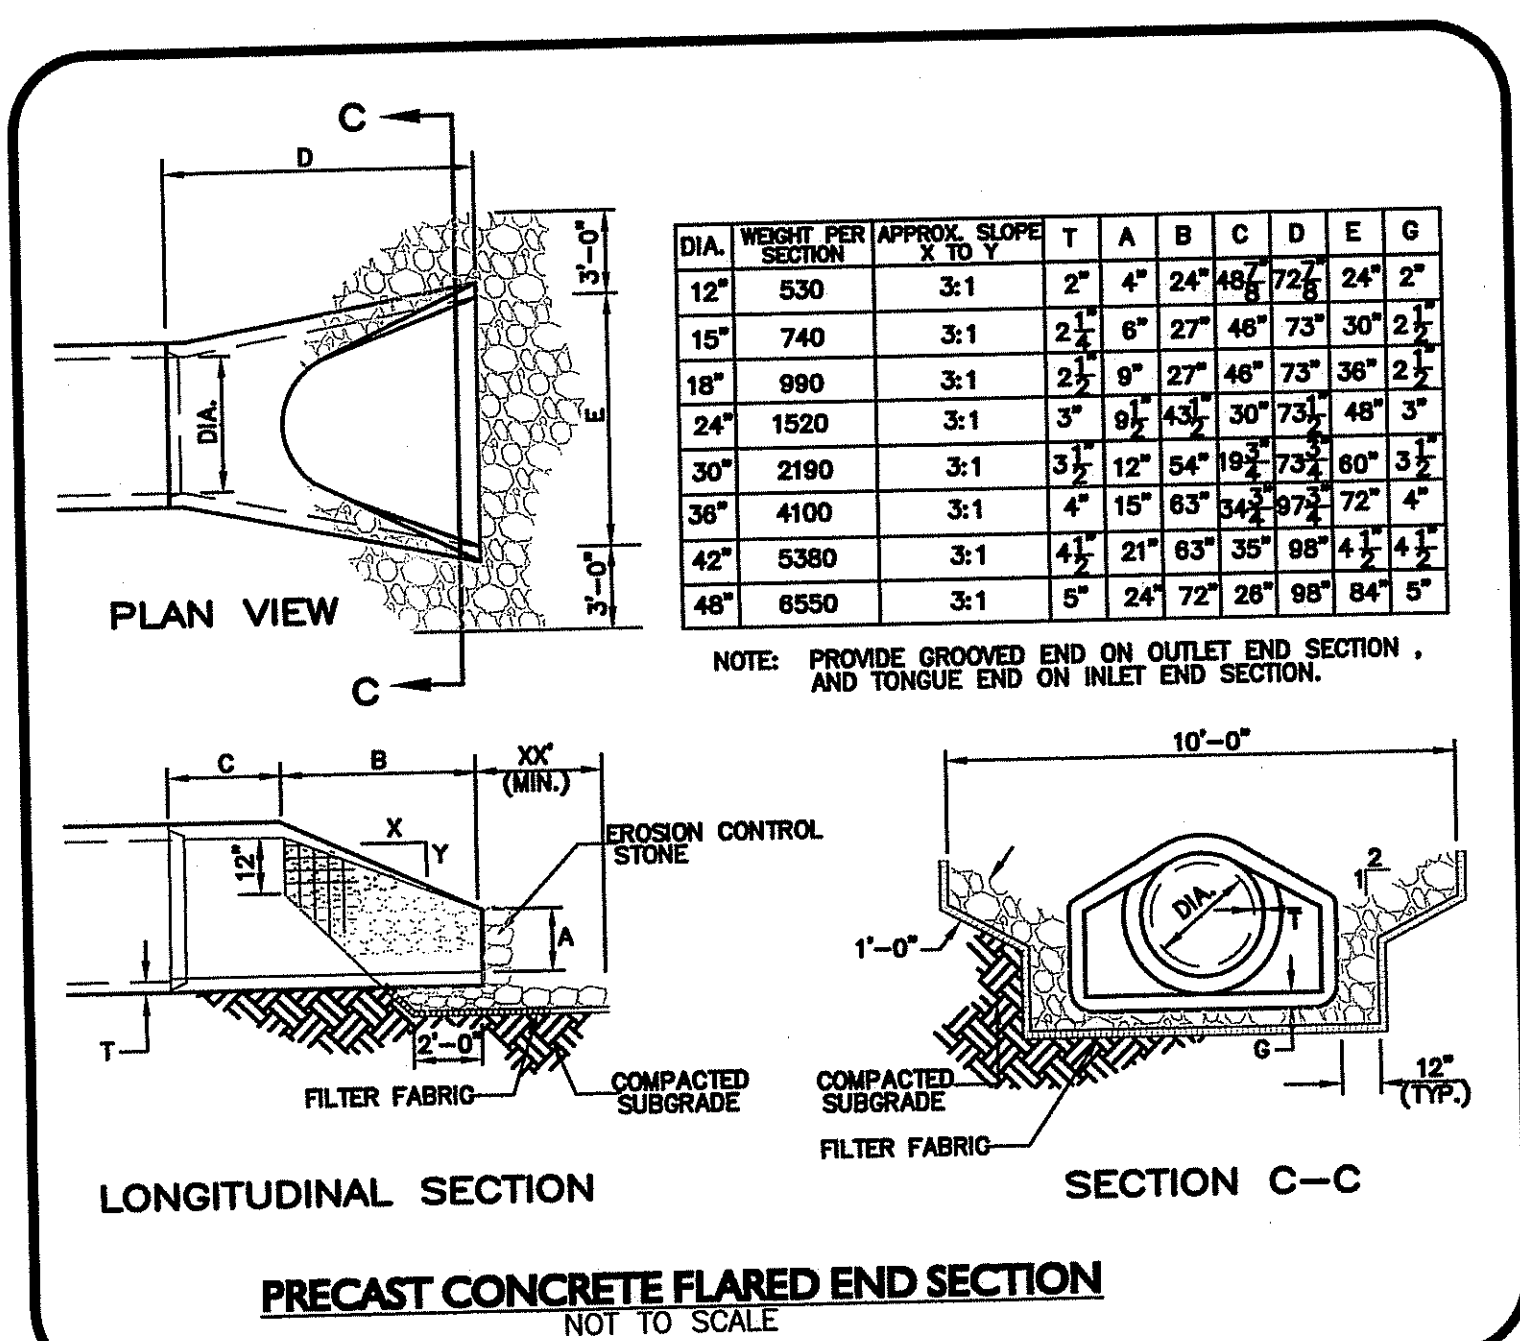 C
D
3'-0"
DIA.
E
3'-0"
PLAN VIEW
C
DIA. WEIGHT PER SECTION APPROX. SLOPE X TO Y T A B C D E G
12" 530 3:1 2" 4" 24" 48 7/8" 72 7/8" 24" 2"
15" 740 3:1 2 1/4" 6" 27" 46" 73" 30" 2 1/2"
18" 990 3:1 2 1/2" 9" 27" 46" 73" 36" 2 1/2"
24" 1520 3:1 3" 9 1/2" 43 1/2" 30" 73 1/2" 48" 3"
30" 2190 3:1 3 1/2" 12" 54" 19 3/4" 73 3/4" 60" 3 1/2"
36" 4100 3:1 4" 15" 63" 34 3/4" 97 3/4" 72" 4"
42" 5380 3:1 4 1/2" 21" 63" 35" 98" 4 1/2" 4 1/2"
48" 6550 3:1 5" 24" 72" 26" 98" 84" 5"
NOTE: PROVIDE GROOVED END ON OUTLET END SECTION ,
AND TONGUE END ON INLET END SECTION.
C
B
XX'
(MIN.)
X
Y
12"
EROSION CONTROL
STONE
A
T
2'-0"
FILTER FABRIC
COMPACTED
SUBGRADE
LONGITUDINAL SECTION
10'-0"
2
1
DIA.
T
1'-0"
G
COMPACTED
SUBGRADE
12"
(TYP.)
FILTER FABRIC
SECTION C-C
PRECAST CONCRETE FLARED END SECTION
NOT TO SCALE